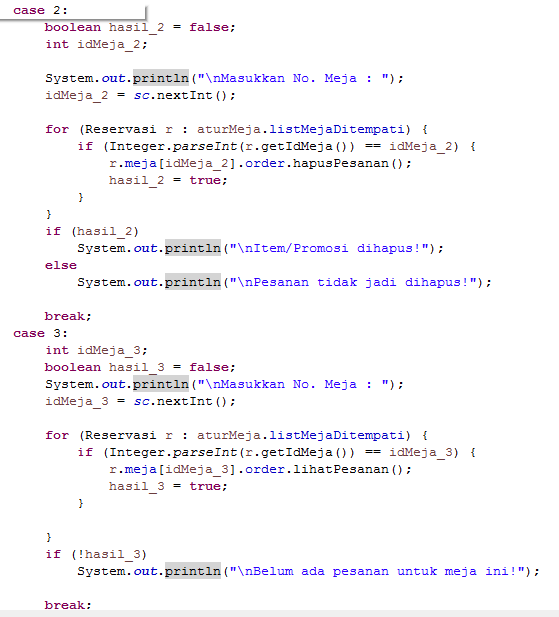 case 2:
    boolean hasil_2 = false;
    int idMeja_2;

    System.out.println("\nMasukkan No. Meja : ");
    idMeja_2 = sc.nextInt();

    for (Reservasi r : aturMeja.listMejaDitempati) {
        if (Integer.parseInt(r.getIdMeja()) == idMeja_2) {
            r.meja[idMeja_2].order.hapusPesanan();
            hasil_2 = true;
        }
    }
    if (hasil_2)
        System.out.println("\nItem/Promosi dihapus!");
    else
        System.out.println("\nPesanan tidak jadi dihapus!");

    break;
case 3:
    int idMeja_3;
    boolean hasil_3 = false;
    System.out.println("\nMasukkan No. Meja : ");
    idMeja_3 = sc.nextInt();

    for (Reservasi r : aturMeja.listMejaDitempati) {
        if (Integer.parseInt(r.getIdMeja()) == idMeja_3) {
            r.meja[idMeja_3].order.lihatPesanan();
            hasil_3 = true;
        }

    }
    if (!hasil_3)
        System.out.println("\nBelum ada pesanan untuk meja ini!");

    break;